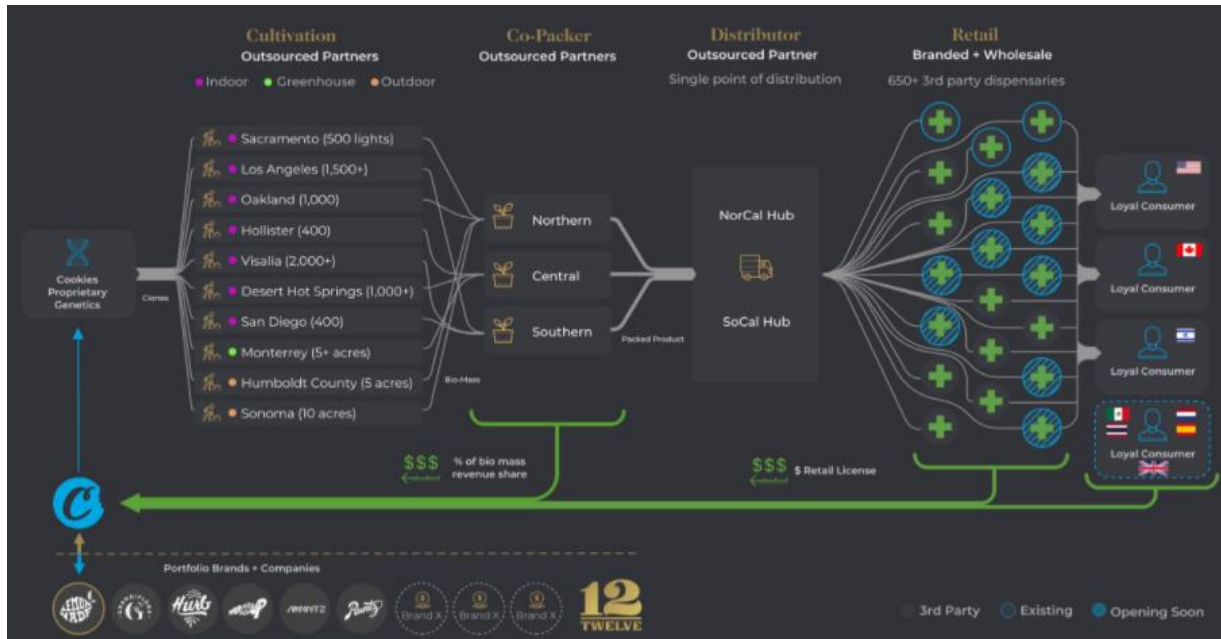 Cultivation
Outsourced Partners
Indoor Greenhouse Outdoor
Co-Packer
Outsourced Partners
Distributor
Outsourced Partner
Single point of distribution
Retail
Branded + Wholesale
650+ 3rd party dispensaries
Cookies
Proprietary
Genetics
Clones
Sacramento (500 lights)
Los Angeles (1,500+)
Oakland (1,000)
Hollister (400)
Visalia (2,000+)
Desert Hot Springs (1,000+)
San Diego (400)
Monterrey (5+ acres)
Humboldt County (5 acres)
Sonoma (10 acres)
Bio-Mass
Northern
Central
Southern
Packed Product
NorCal Hub
SoCal Hub
Loyal Consumer
Loyal Consumer
Loyal Consumer
Loyal Consumer
$$$ % of bio mass
revenue share
$$$ $ Retail License
C
Portfolio Brands + Companies
G
Hurb
Runtz
Brand X
Brand X
Brand X
12
TWELVE
3rd Party Existing Opening Soon